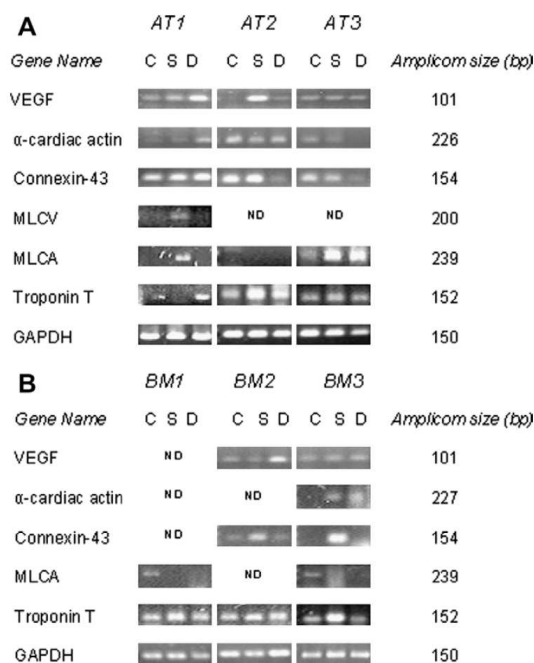 A AT1 AT2 AT3
Gene Name C S D C S D C S D Amplicom size (bp)
VEGF 101
α-cardiac actin 226
Connexin-43 154
MLCV ND ND 200
MLCA 239
Troponin T 152
GAPDH 150
B BM1 BM2 BM3
Gene Name C S D C S D C S D Amplicom size (bp)
VEGF ND 101
α-cardiac actin ND ND 227
Connexin-43 ND 154
MLCA ND 239
Troponin T 152
GAPDH 150